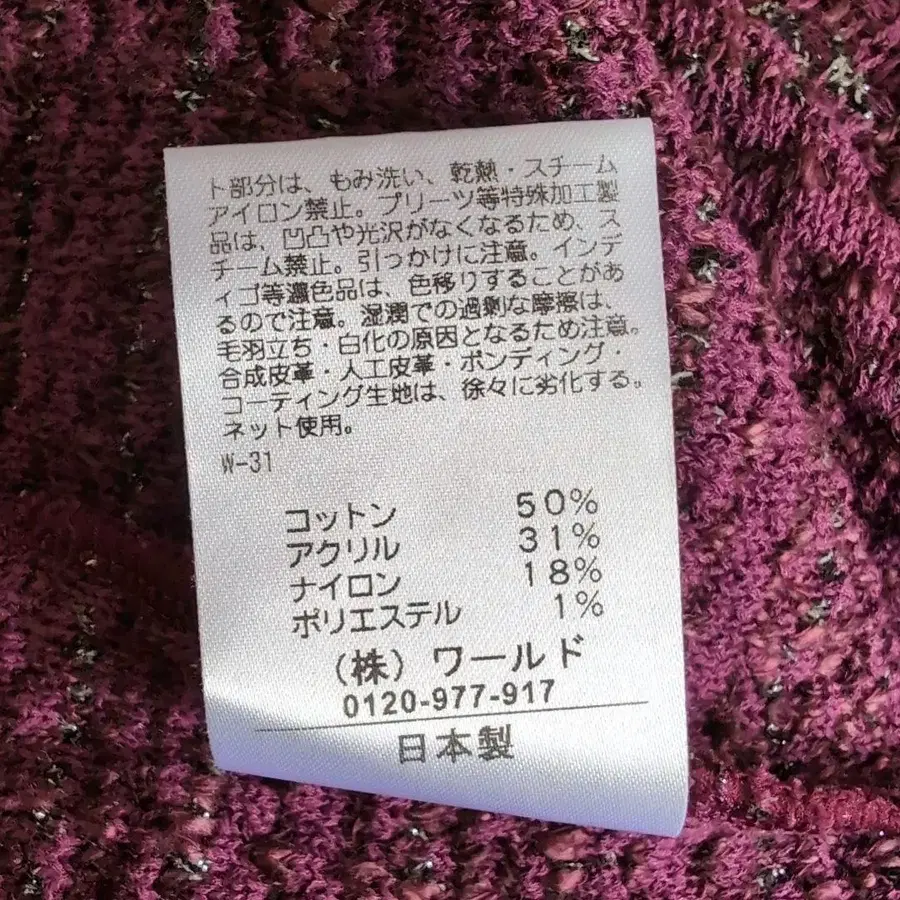 ト部分は、もみ洗い、乾熱・スチーム
アイロン禁止。プリーツ等特殊加工製
品は、凹凸や光沢がなくなるため、ス
チーム禁止。引っかけに注意。インデ
ィゴ等濃色品は、色移りすることがあ
るので注意。湿潤での過剰な摩擦は、
毛羽立ち・白化の原因となるため注意。
合成皮革・人工皮革・ボンディング・
コーティング生地は、徐々に劣化する。
ネット使用。
W-31
コットン 50%
アクリル 31%
ナイロン 18%
ポリエステル 1%
(株)ワールド
0120-977-917
日本製